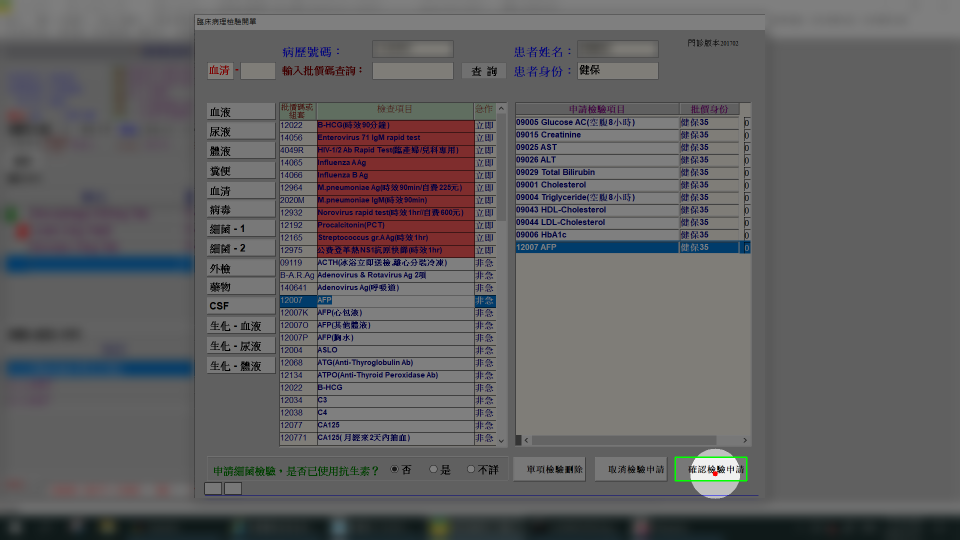 臨床病理檢驗開單
門診版本201702
病歷號碼：
患者姓名：
血清 -
輸入批價碼查詢：
查 詢
患者身份：
健保
血液
尿液
體液
糞便
血清
病毒
細菌 - 1
細菌 - 2
外檢
藥物
CSF
生化 - 血液
生化 - 尿液
生化 - 體液
批價碼或組套 檢查項目 急作
12022 B-HCG(時效90分鐘) 立即
14056 Enterovirus 71 IgM rapid test 立即
4049R HIV-1/2 Ab Rapid Test(臨產婦/兒科專用) 立即
14065 Influenza A Ag 立即
14066 Influenza B Ag 立即
12964 M.pneumoniae Ag(時效90min/自費225元) 立即
2020M M.pneumoniae IgM(時效90min) 立即
12932 Norovirus rapid test(時效1hr/自費600元) 立即
12192 Procalcitonin(PCT) 立即
12165 Streptococcus gr.A Ag(時效1hr) 立即
12975 公費登革熱NS1抗原快篩(時效1hr) 立即
09119 ACTH(冰浴立即送檢,離心分裝冷凍) 非急
B-A.R.Ag Adenovirus & Rotavirus Ag 2項 非急
140641 Adenovirus Ag(呼吸道) 非急
12007 AFP 非急
12007K AFP(心包液) 非急
12007O AFP(其他體液) 非急
12007P AFP(胸水) 非急
12004 ASLO 非急
12068 ATG(Anti-Thyroglobulin Ab) 非急
12134 ATPO(Anti-Thyroid Peroxidase Ab) 非急
12022 B-HCG 非急
12034 C3 非急
12038 C4 非急
12077 CA125 非急
120771 CA125( 月經來2天內抽血) 非急
申請檢驗項目 批價身份
09005 Glucose AC(空腹8小時) 健保35 0
09015 Creatinine 健保35 0
09025 AST 健保35 0
09026 ALT 健保35 0
09029 Total Bilirubin 健保35 0
09001 Cholesterol 健保35 0
09004 Triglyceride(空腹8小時) 健保35 0
09043 HDL-Cholesterol 健保35 0
09044 LDL-Cholesterol 健保35 0
09006 HbA1c 健保35 0
12007 AFP 健保35 0
申請細菌檢驗，是否已使用抗生素？ 否 是 不詳
單項檢驗刪除
取消檢驗申請
確認檢驗申請